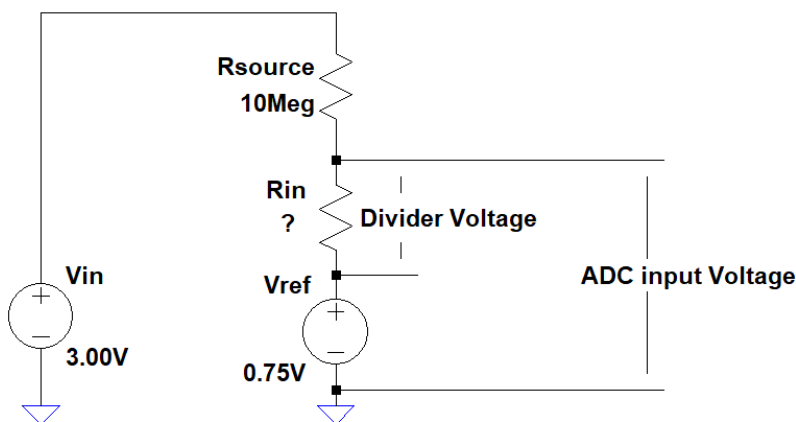 Rsource
10Meg
Rin
?
Divider Voltage
Vin
3.00V
Vref
0.75V
ADC input Voltage